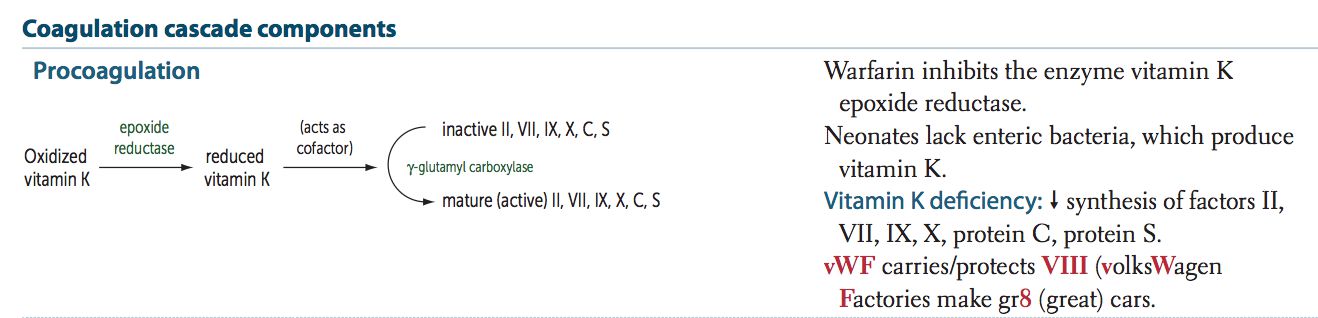 Coagulation cascade components
Procoagulation
epoxide
reductase
(acts as
cofactor)
Oxidized
vitamin K
reduced
vitamin K
inactive II, VII, IX, X, C, S
γ-glutamyl carboxylase
mature (active) II, VII, IX, X, C, S
Warfarin inhibits the enzyme vitamin K
epoxide reductase.
Neonates lack enteric bacteria, which produce
vitamin K.
Vitamin K deficiency: ↓ synthesis of factors II,
VII, IX, X, protein C, protein S.
vWF carries/protects VIII (volksWagen
Factories make gr8 (great) cars.